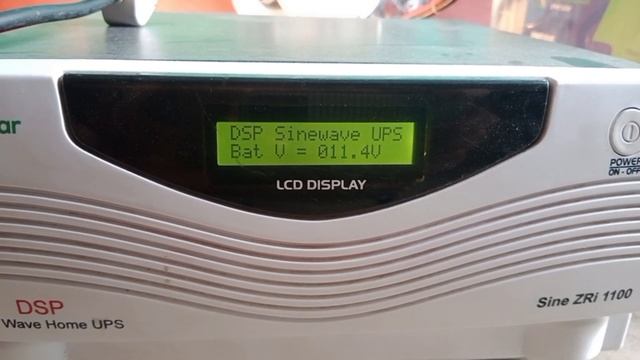 ar
DSP Sinewave UPS
Bat V = 011.4V
LCD DISPLAY
POWER
ON - OFF
DSP
Wave Home UPS
Sine ZRi 1100